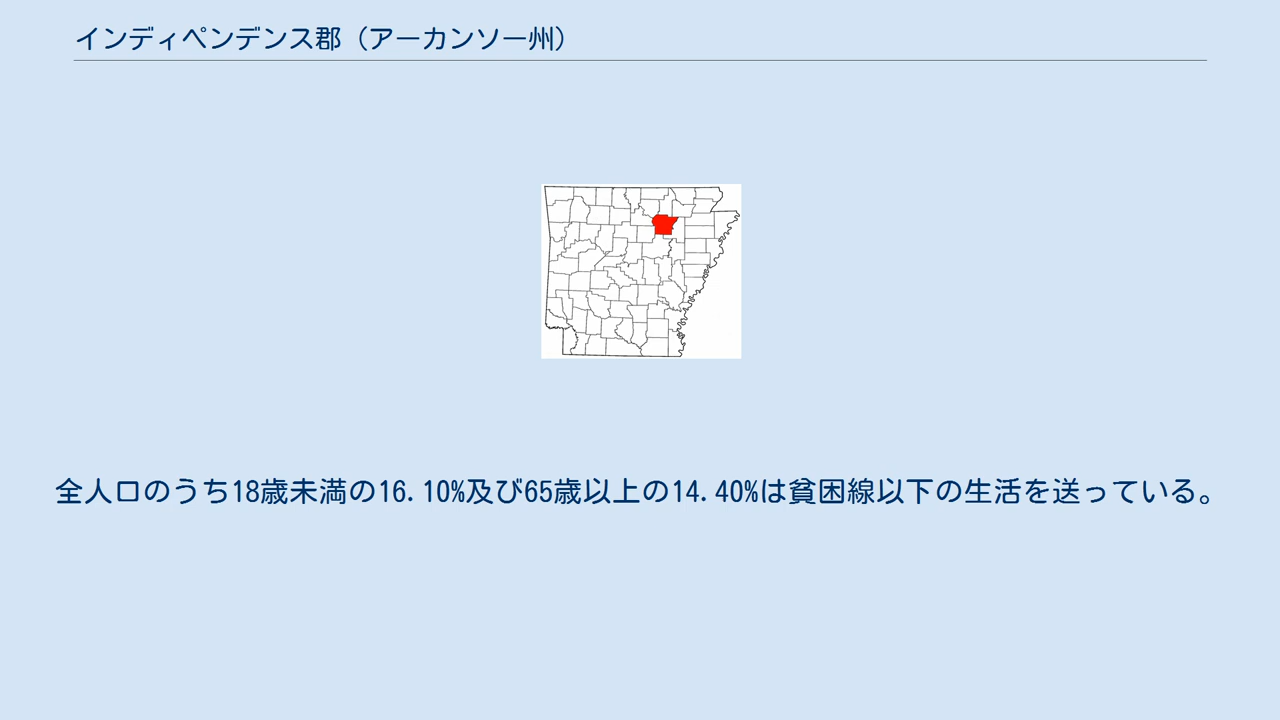 インディペンデンス郡（アーカンソー州）
全人口のうち18歳未満の16.10%及び65歳以上の14.40%は貧困線以下の生活を送っている。